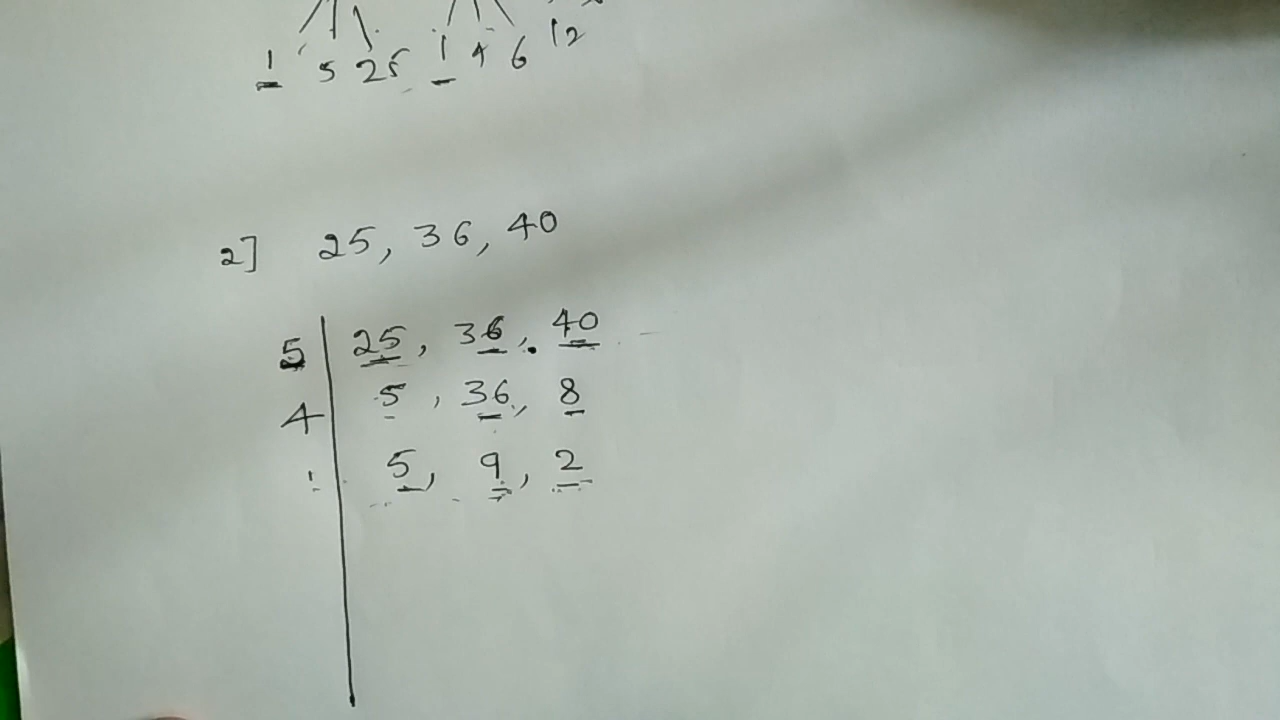 1 5 25 1 4 6 12
2] 25, 36, 40
5 25, 36, 40
4 5, 36, 8
5, 9, 2